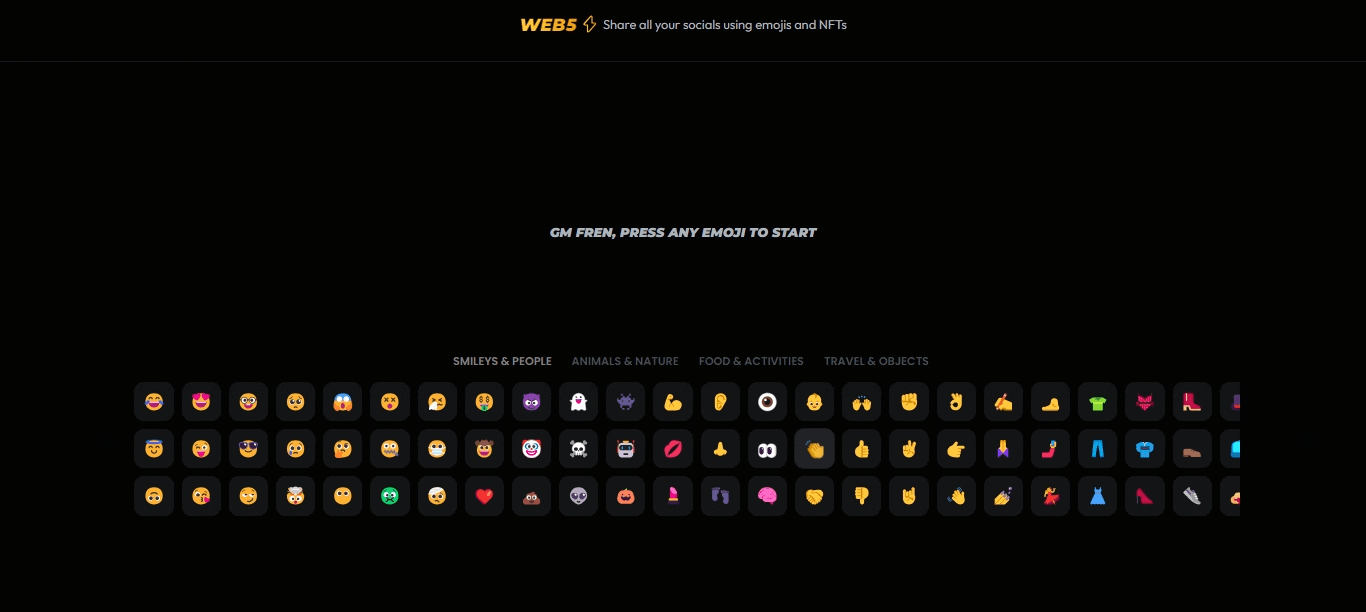 WEB5 Share all your socials using emojis and NFTs
GM FREN, PRESS ANY EMOJI TO START
SMILEYS & PEOPLE ANIMALS & NATURE FOOD & ACTIVITIES TRAVEL & OBJECTS